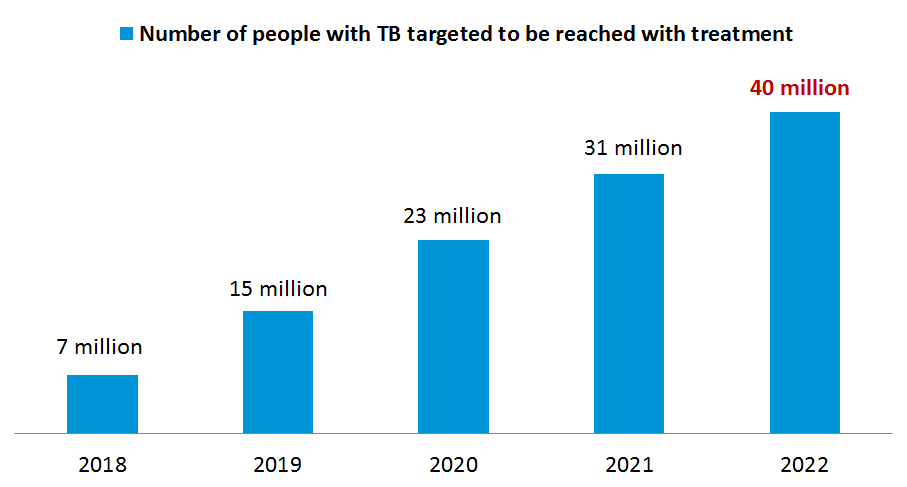 Number of people with TB targeted to be reached with treatment
40 million
31 million
23 million
15 million
7 million
2018 2019 2020 2021 2022